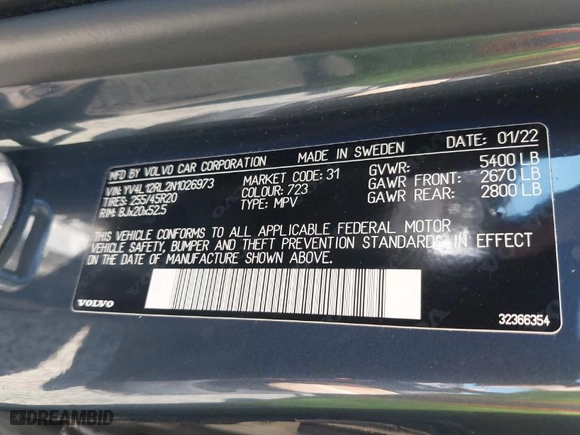 MFD BY VOLVO CAR CORPORATION MADE IN SWEDEN DATE: 01/22
VIN: YV4L12RL2N1026973 MARKET CODE: 31 GVWR: 5400 LB
TIRES: 255/45R20 COLOUR: 723 GAWR FRONT: 2670 LB
RIM: 8Jx20x52.5 TYPE: MPV GAWR REAR: 2800 LB
THIS VEHICLE CONFORMS TO ALL APPLICABLE FEDERAL MOTOR
VEHICLE SAFETY, BUMPER AND THEFT PREVENTION STANDARDS IN EFFECT
ON THE DATE OF MANUFACTURE SHOWN ABOVE.
VOLVO 32366354
DREAMBID